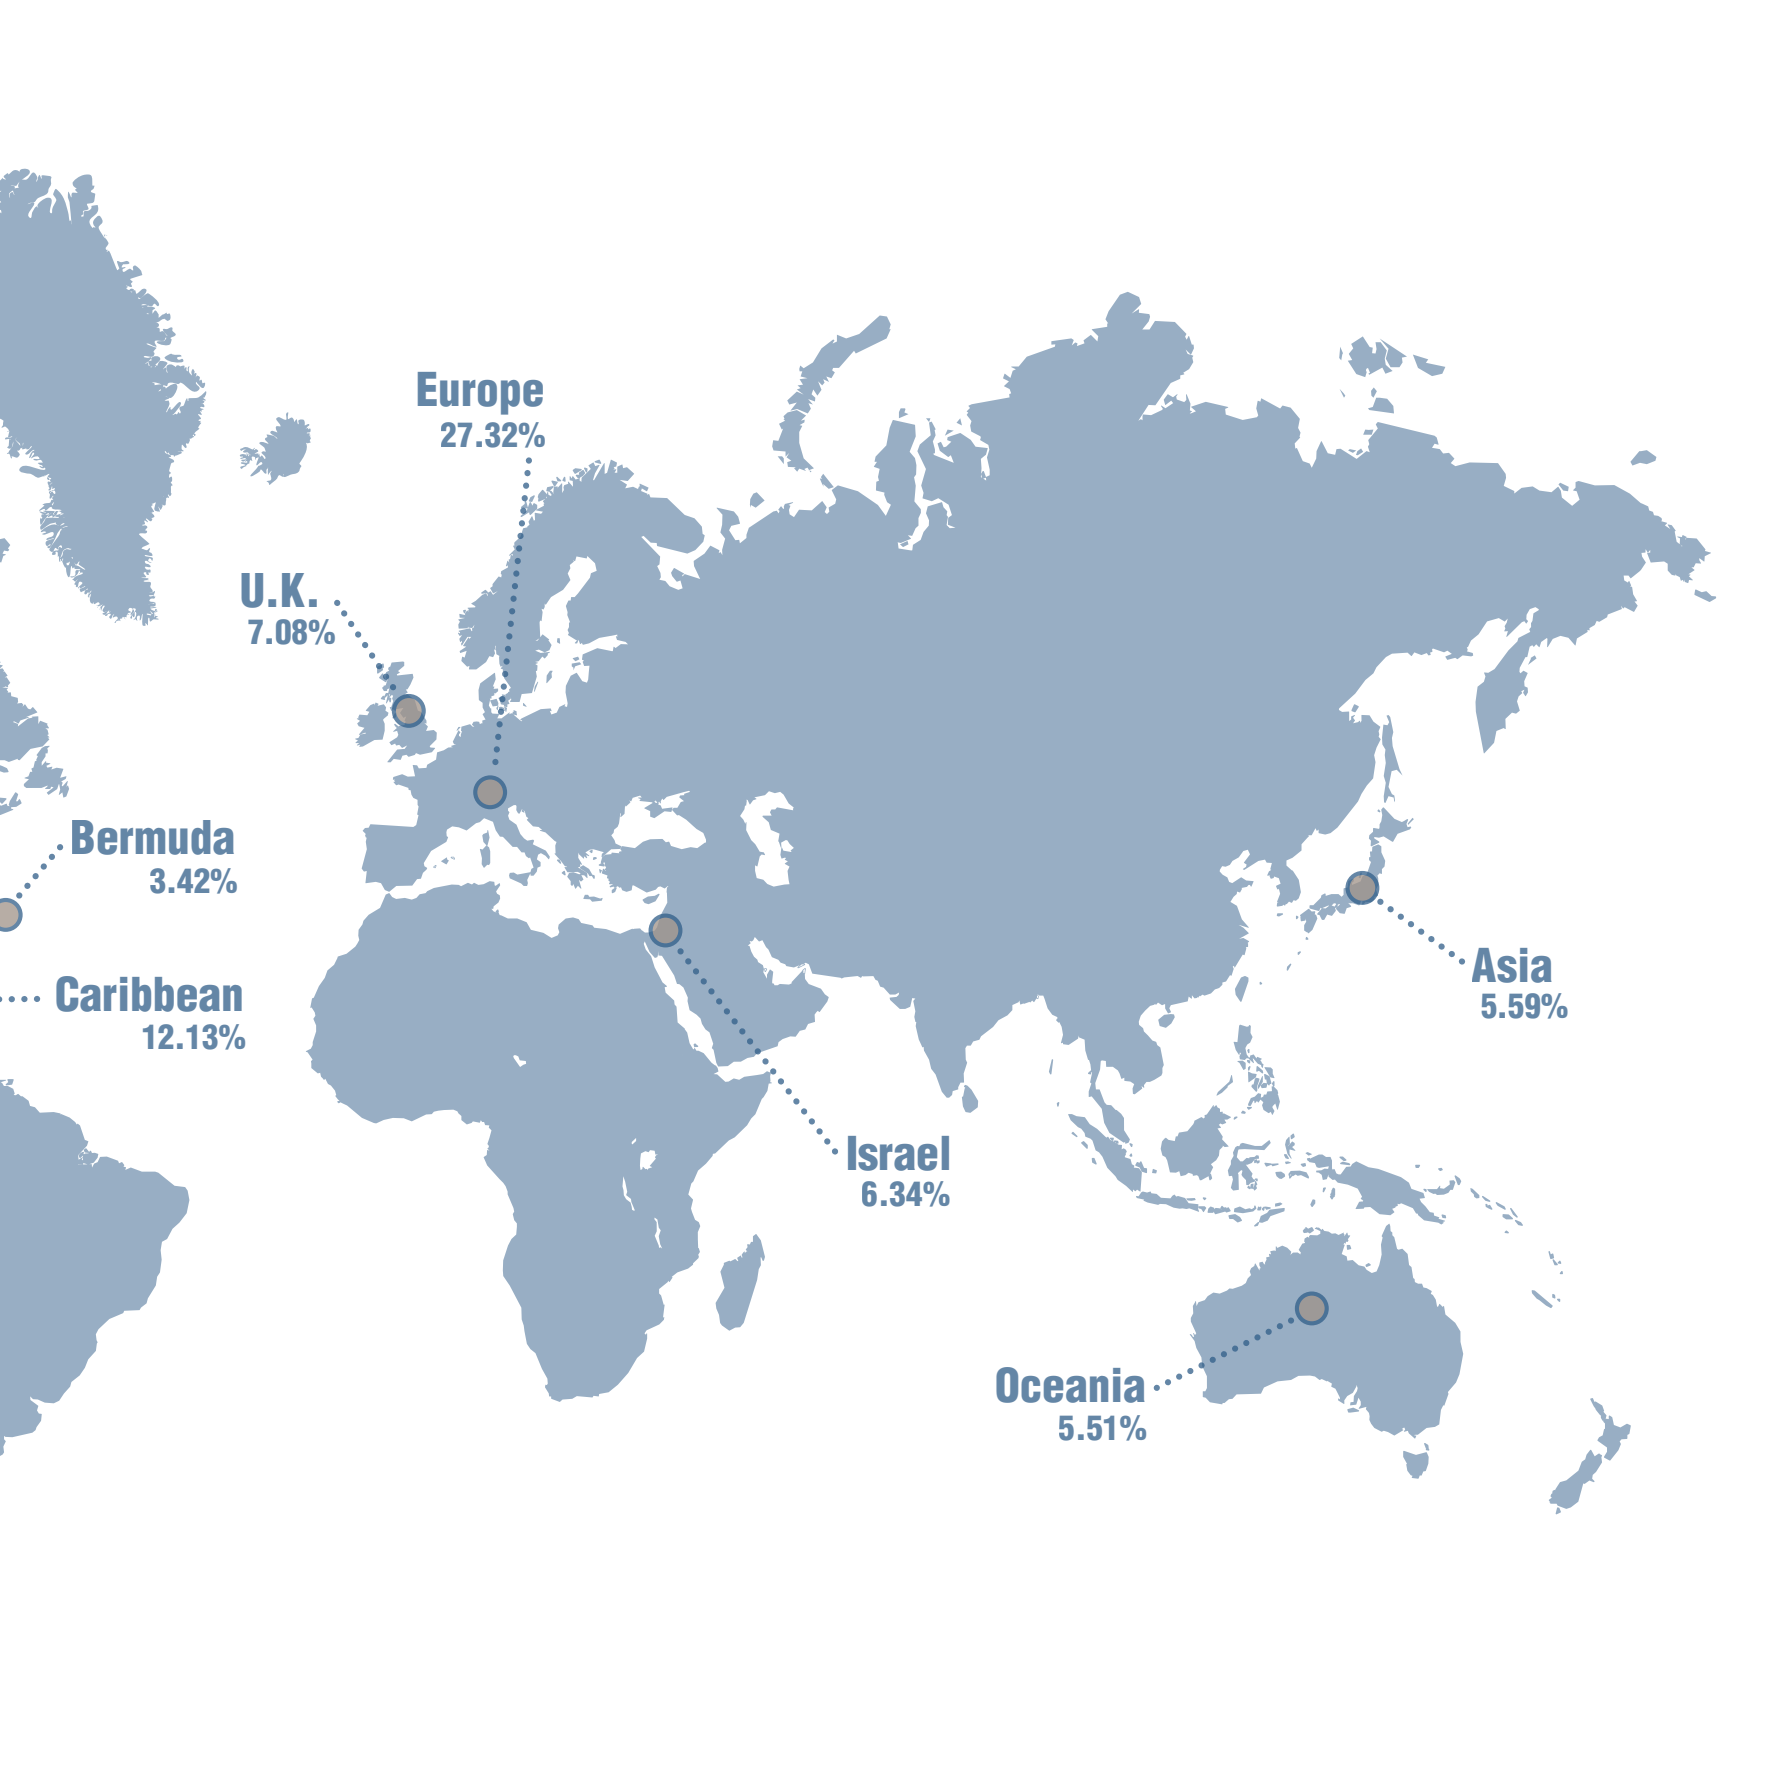 Europe
27.32%
U.K.
7.08%
Bermuda
3.42%
Caribbean
12.13%
Asia
5.59%
Israel
6.34%
Oceania
5.51%